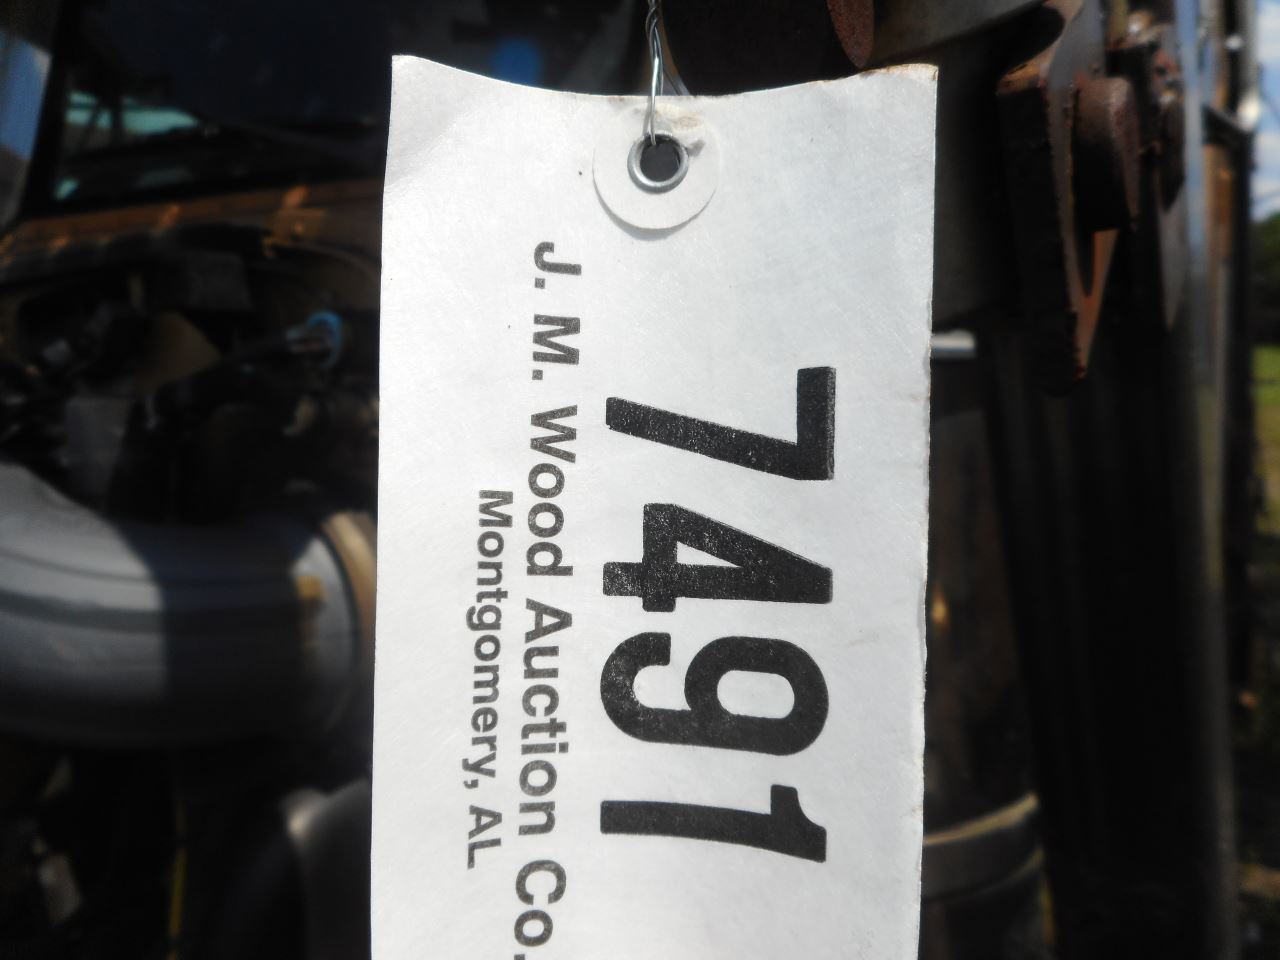 7491
J. M. Wood Auction Co.
Montgomery, AL